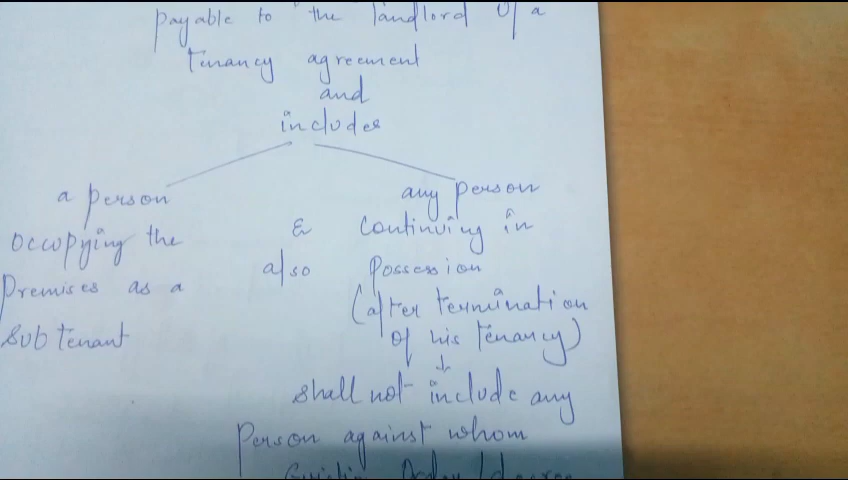 payable to the landlord of a
tenancy agreement
and
includes
a person
occupying the
premises as a
subtenant
&
also
any person
continuing in
possession
(after termination
of his tenancy)
↓
shall not include any
person against whom